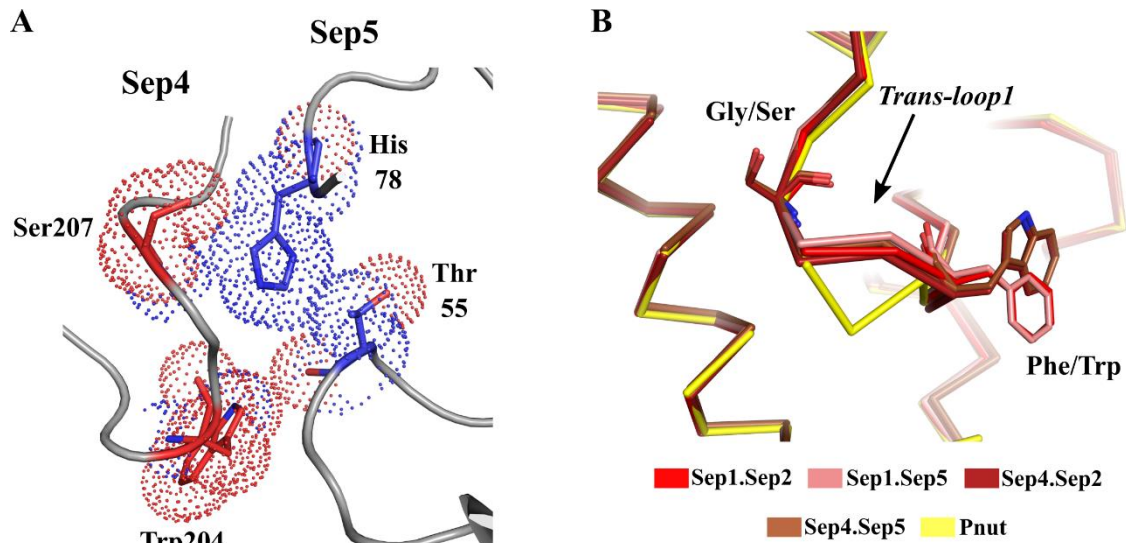 A
Sep5
Sep4
His
78
Ser207
Thr
55
Trp204
B
Gly/Ser
Trans-loop1
Phe/Trp
Sep1.Sep2
Sep1.Sep5
Sep4.Sep2
Sep4.Sep5
Pnut